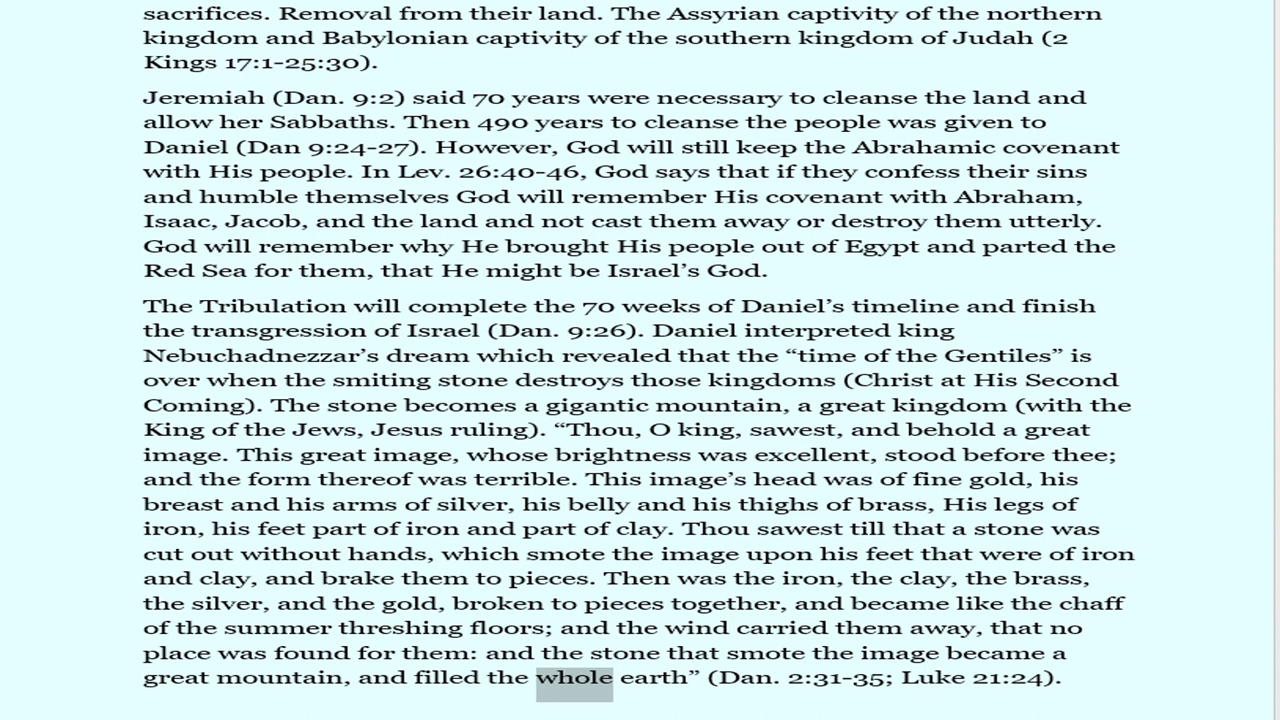 sacrifices. Removal from their land. The Assyrian captivity of the northern
kingdom and Babylonian captivity of the southern kingdom of Judah (2
Kings 17:1-25:30).
Jeremiah (Dan. 9:2) said 70 years were necessary to cleanse the land and
allow her Sabbaths. Then 490 years to cleanse the people was given to
Daniel (Dan 9:24-27). However, God will still keep the Abrahamic covenant
with His people. In Lev. 26:40-46, God says that if they confess their sins
and humble themselves God will remember His covenant with Abraham,
Isaac, Jacob, and the land and not cast them away or destroy them utterly.
God will remember why He brought His people out of Egypt and parted the
Red Sea for them, that He might be Israel’s God.
The Tribulation will complete the 70 weeks of Daniel’s timeline and finish
the transgression of Israel (Dan. 9:26). Daniel interpreted king
Nebuchadnezzar’s dream which revealed that the “time of the Gentiles” is
over when the smiting stone destroys those kingdoms (Christ at His Second
Coming). The stone becomes a gigantic mountain, a great kingdom (with the
King of the Jews, Jesus ruling). “Thou, O king, sawest, and behold a great
image. This great image, whose brightness was excellent, stood before thee;
and the form thereof was terrible. This image’s head was of fine gold, his
breast and his arms of silver, his belly and his thighs of brass, His legs of
iron, his feet part of iron and part of clay. Thou sawest till that a stone was
cut out without hands, which smote the image upon his feet that were of iron
and clay, and brake them to pieces. Then was the iron, the clay, the brass,
the silver, and the gold, broken to pieces together, and became like the chaff
of the summer threshing floors; and the wind carried them away, that no
place was found for them: and the stone that smote the image became a
great mountain, and filled the whole earth” (Dan. 2:31-35; Luke 21:24).